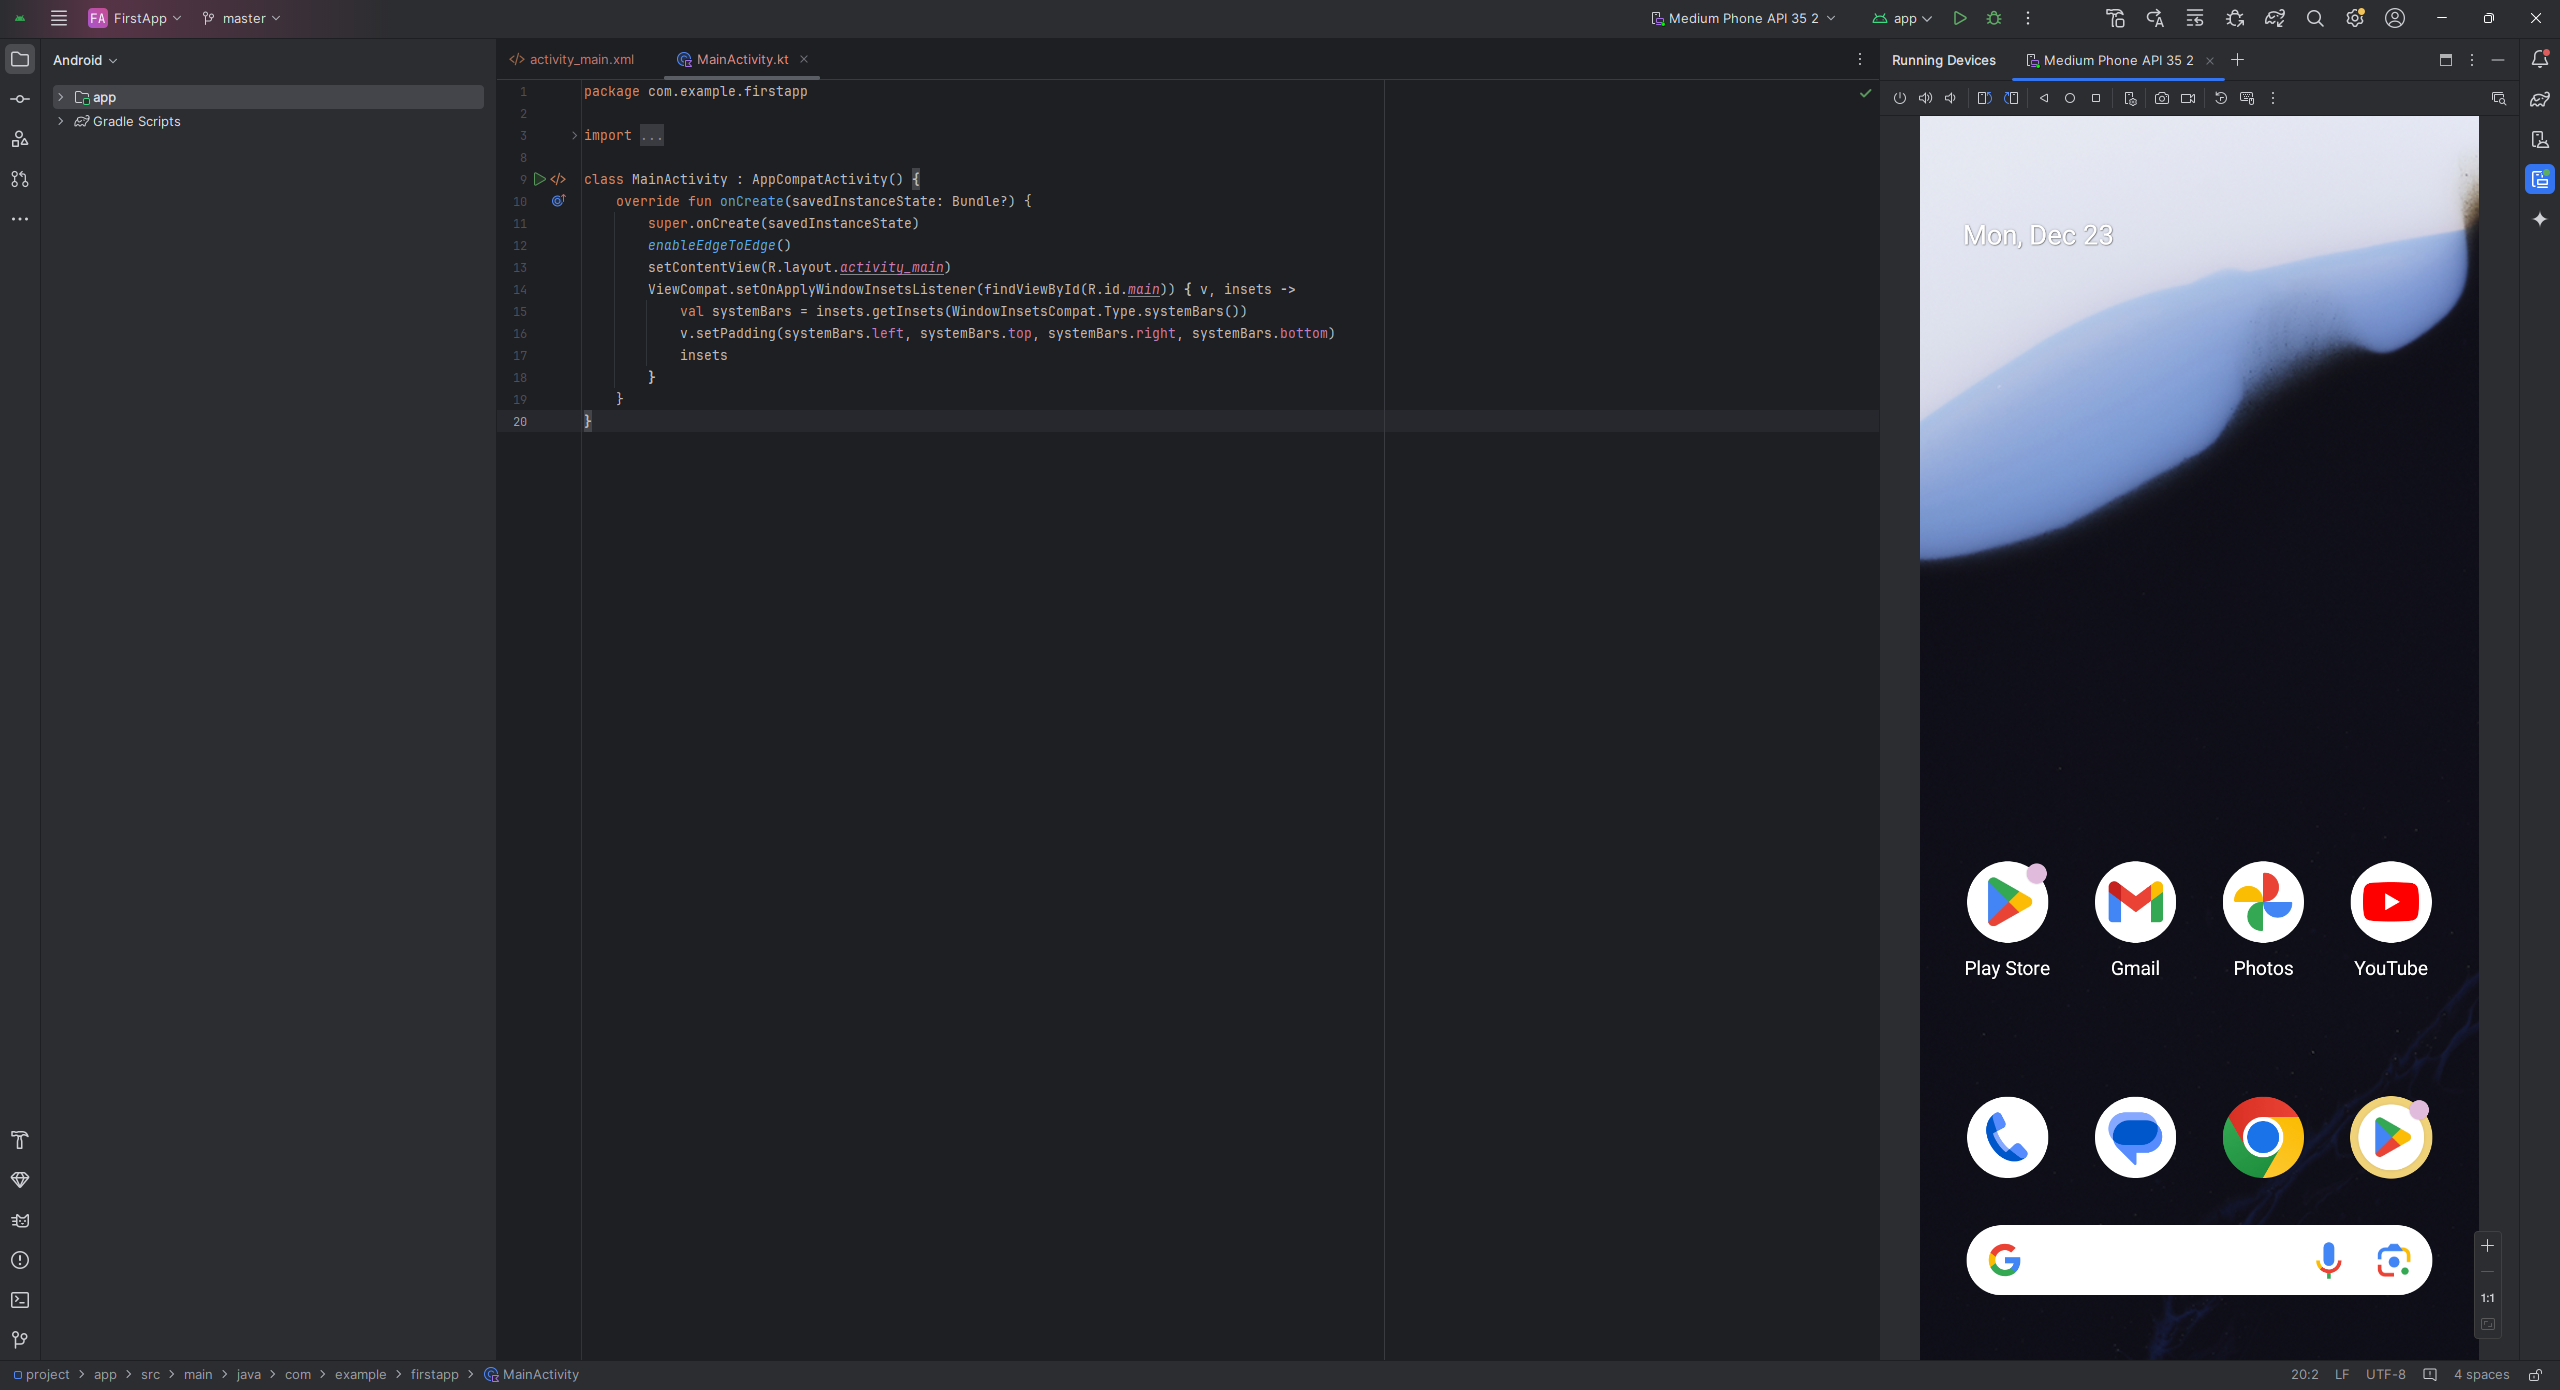 FA FirstApp master Medium Phone API 35 2 app
Android
activity_main.xml MainActivity.kt
Running Devices Medium Phone API 35 2
app
Gradle Scripts
1 package com.example.firstapp
2
3 import ...
8
9 class MainActivity : AppCompatActivity() {
10 override fun onCreate(savedInstanceState: Bundle?) {
11 super.onCreate(savedInstanceState)
12 enableEdgeToEdge()
13 setContentView(R.layout.activity_main)
14 ViewCompat.setOnApplyWindowInsetsListener(findViewById(R.id.main)) { v, insets ->
15 val systemBars = insets.getInsets(WindowInsetsCompat.Type.systemBars())
16 v.setPadding(systemBars.left, systemBars.top, systemBars.right, systemBars.bottom)
17 insets
18 }
19 }
20 }
Mon, Dec 23
Play Store Gmail Photos YouTube
1:1
project > app > src > main > java > com > example > firstapp > MainActivity
20:2 LF UTF-8 4 spaces